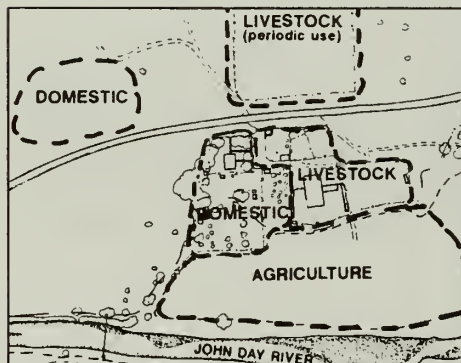 LIVESTOCK
(periodic use)
DOMESTIC
LIVESTOCK
DOMESTIC
AGRICULTURE
JOHN DAY RIVER